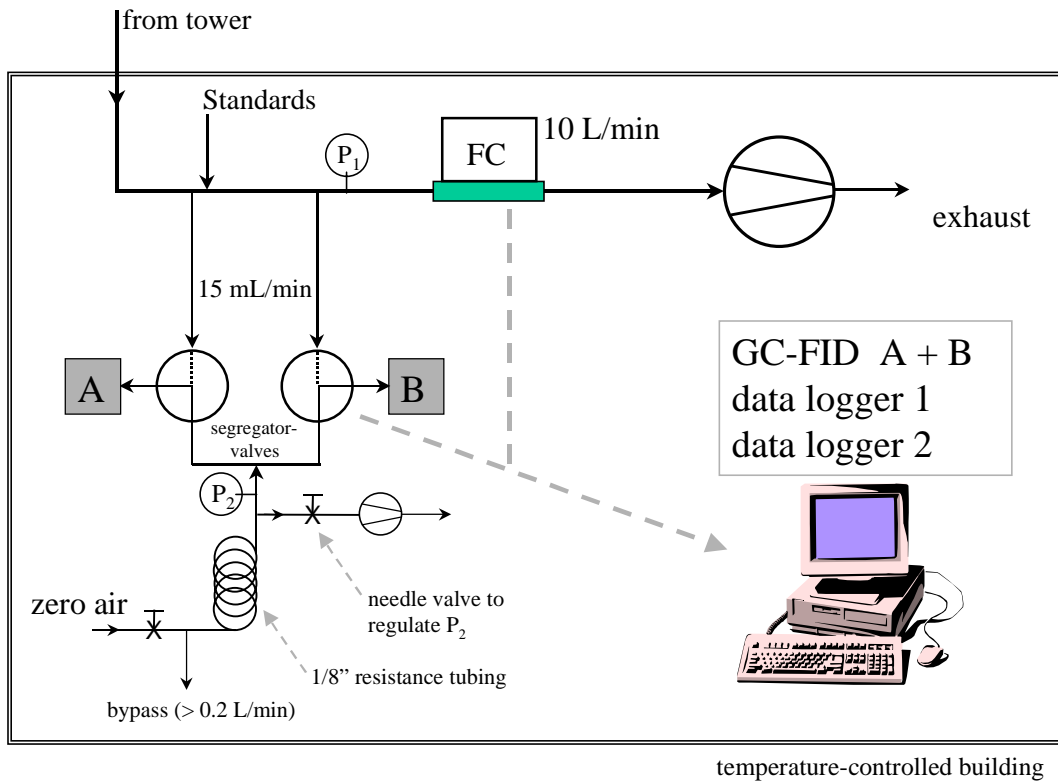 from tower
Standards
P1
FC
10 L/min
exhaust
15 mL/min
A
B
segregator-
valves
P2
GC-FID A + B
data logger 1
data logger 2
zero air
needle valve to
regulate P2
1/8” resistance tubing
bypass (> 0.2 L/min)
temperature-controlled building